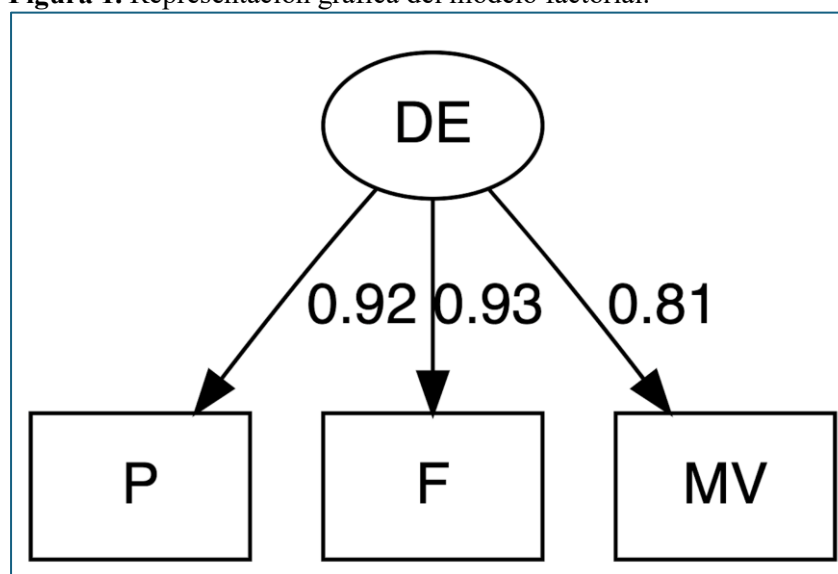 Figura 1. Representación gráfica del modelo factorial.
DE
0.92 0.93 0.81
P F MV